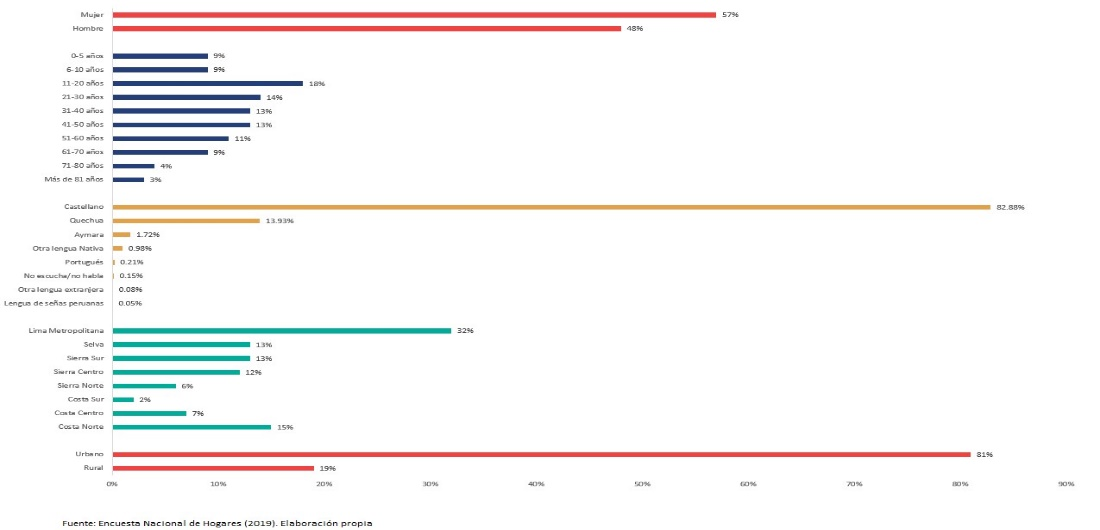 Mujer 57%
Hombre 48%
0-5 años 9%
6-10 años 9%
11-20 años 18%
21-30 años 14%
31-40 años 13%
41-50 años 13%
51-60 años 11%
61-70 años 9%
71-80 años 4%
Más de 81 años 3%
Castellano 82.88%
Quechua 13.93%
Aymara 1.72%
Otra lengua Nativa 0.98%
Portugués 0.21%
No escucha/no habla 0.15%
Otra lengua extranjera 0.08%
Lengua de señas peruanas 0.05%
Lima Metropolitana 32%
Selva 13%
Sierra Sur 13%
Sierra Centro 12%
Sierra Norte 6%
Costa Sur 2%
Costa Centro 7%
Costa Norte 15%
Urbano 81%
Rural 19%
0% 10% 20% 30% 40% 50% 60% 70% 80% 90%
Fuente: Encuesta Nacional de Hogares (2019). Elaboración propia